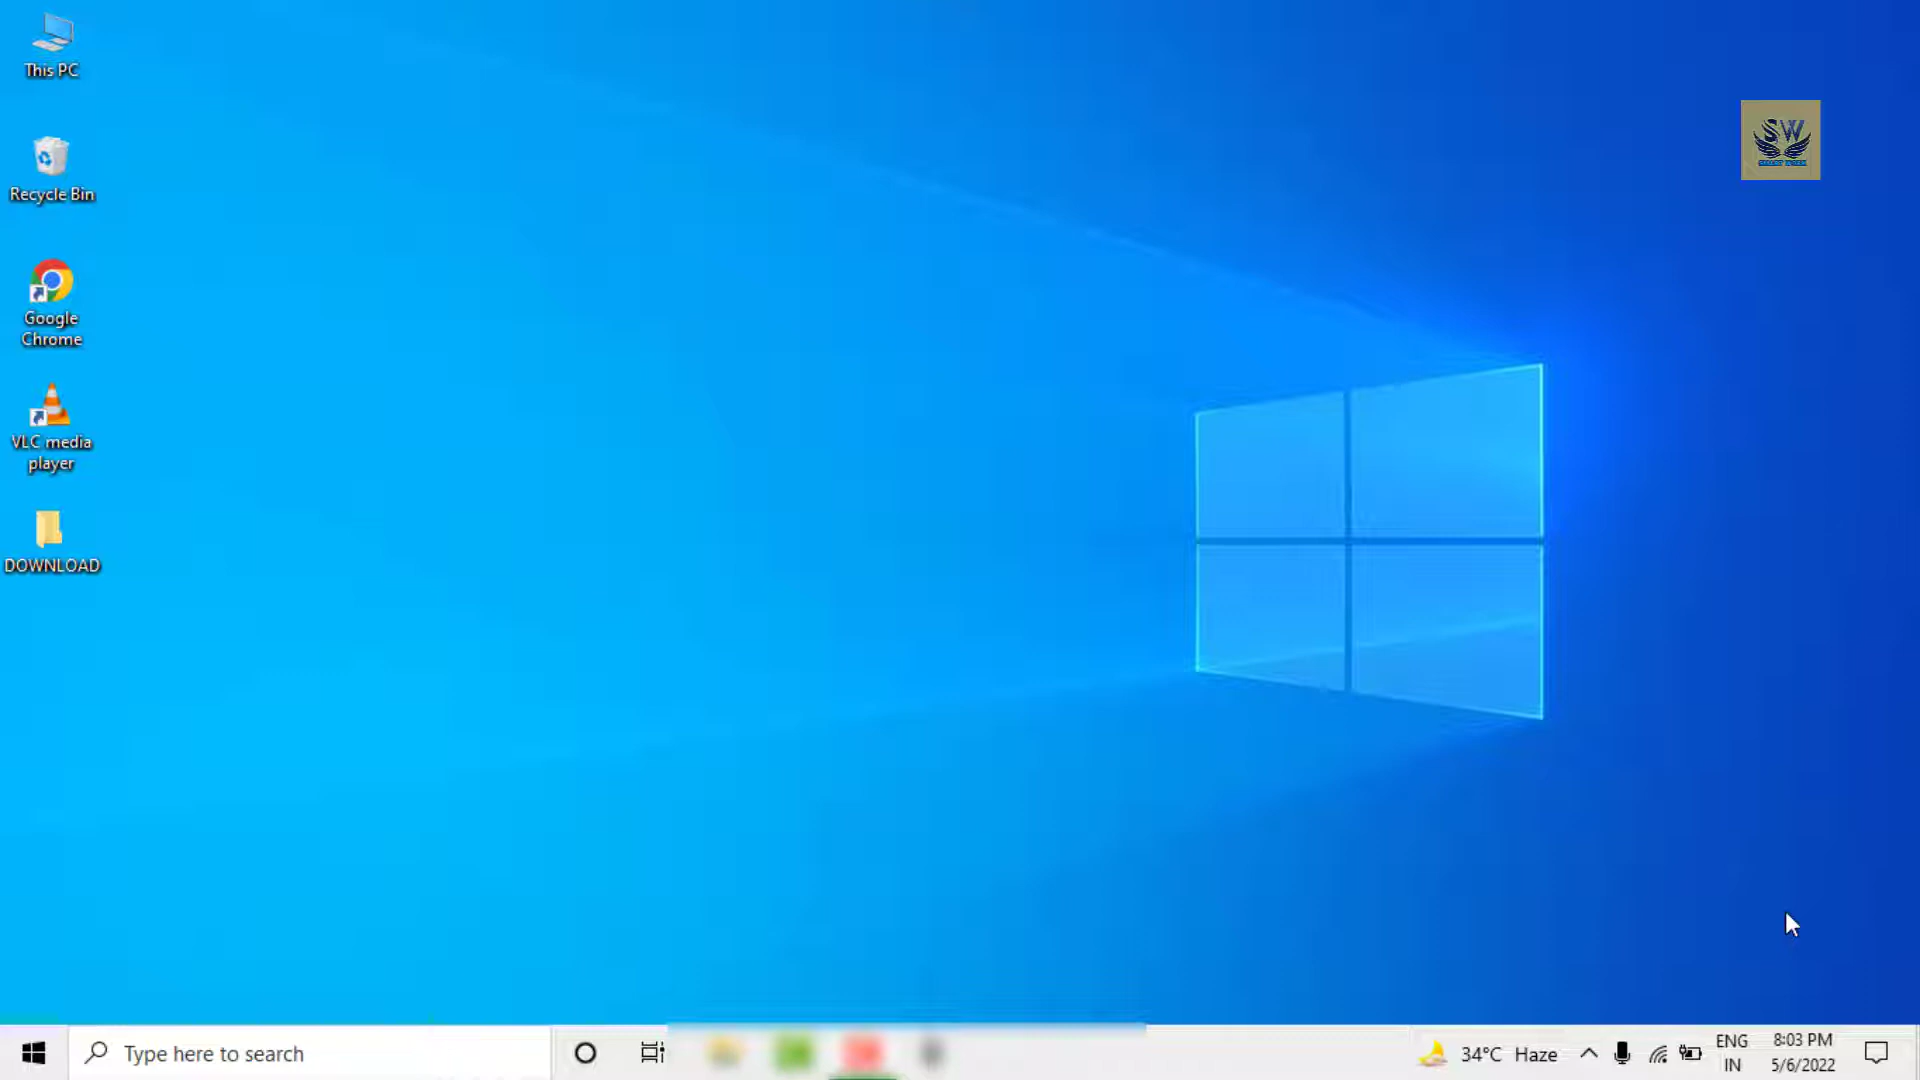 This PC
Recycle Bin
Google
Chrome
VLC media
player
DOWNLOAD
SW
Type here to search
34°C Haze
ENG
IN
8:03 PM
5/6/2022